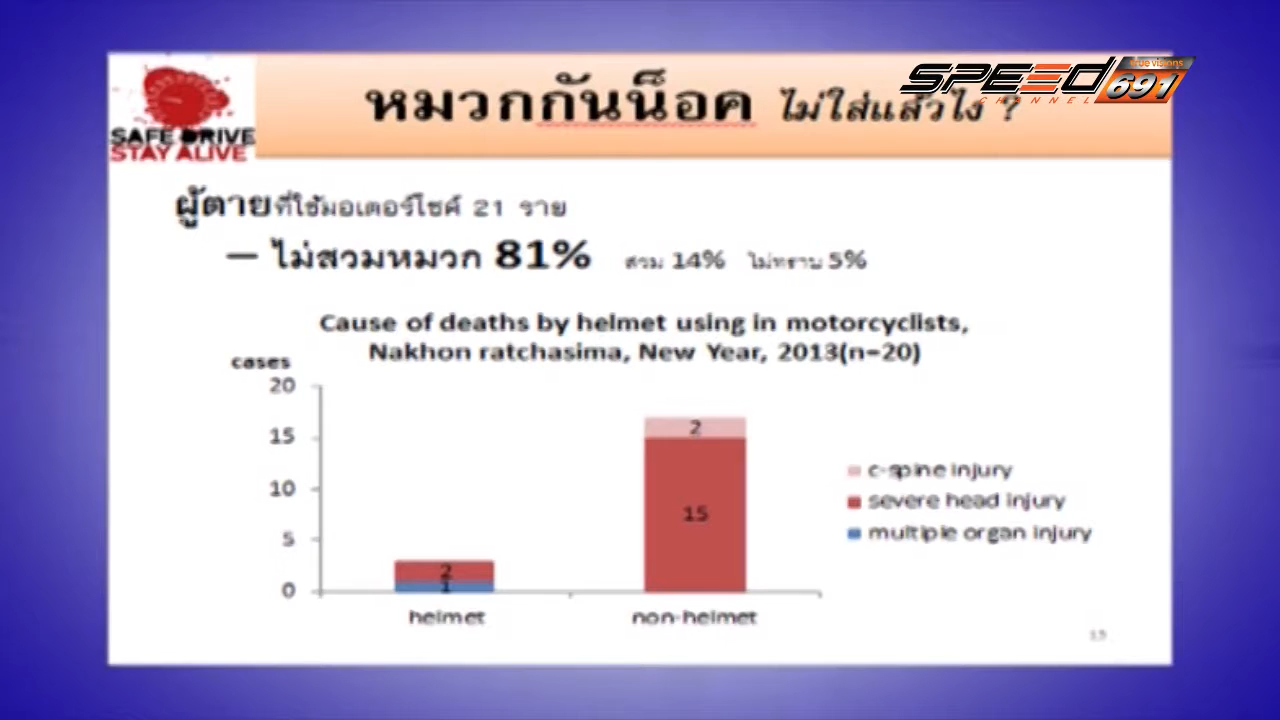 true visions
SPEED 691
CHANNEL
SAFE DRIVE
STAY ALIVE
หมวกกันน็อค ไม่ใส่แล้วไง ?
ผู้ตายที่ใช้มอเตอร์ไซค์ 21 ราย
— ไม่สวมหมวก 81% สวม 14% ไม่ทราบ 5%
Cause of deaths by helmet using in motorcyclists,
Nakhon ratchasima, New Year, 2013(n=20)
cases
20
15
10
5
0
2
1
2
15
helmet
non-helmet
c-spine injury
severe head injury
multiple organ injury